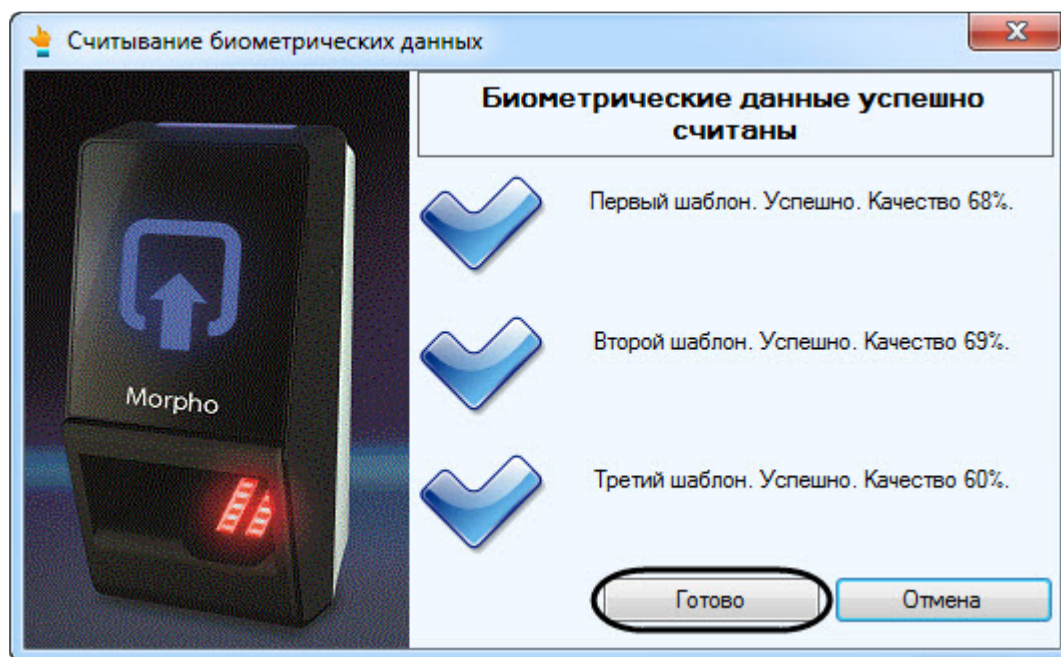 Считывание биометрических данных
Биометрические данные успешно
считаны
Первый шаблон. Успешно. Качество 68%.
Второй шаблон. Успешно. Качество 69%.
Morpho
Третий шаблон. Успешно. Качество 60%.
Готово
Отмена